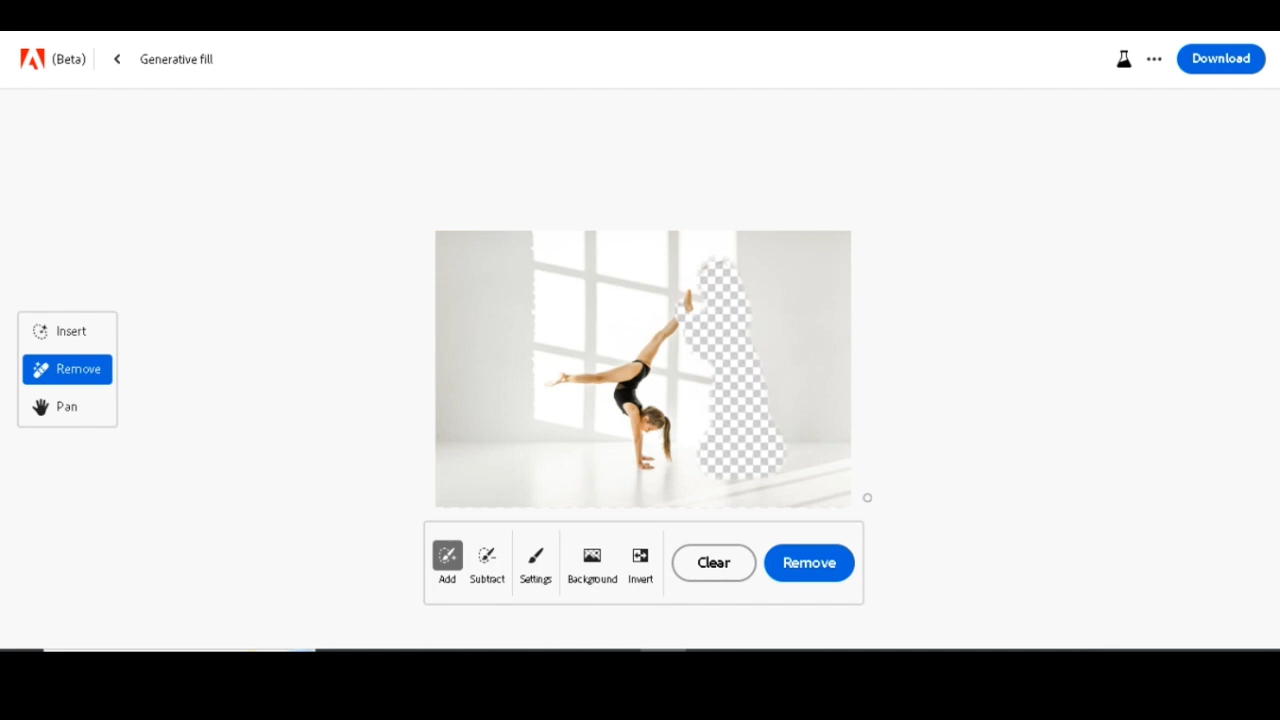 (Beta)
Generative fill
Download
Insert
Remove
Pan
Add
Subtract
Settings
Background
Invert
Clear
Remove